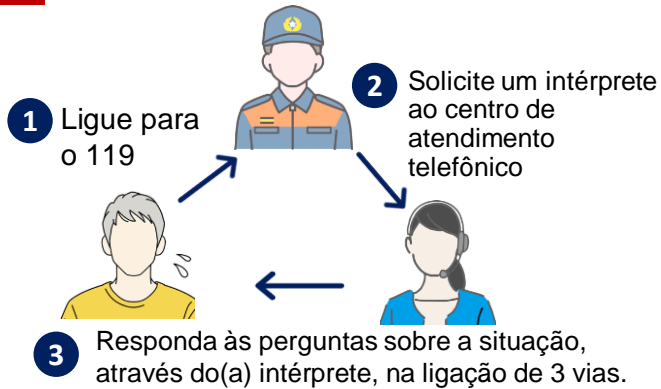 1 Ligue para
o 119
2 Solicite um intérprete
ao centro de
atendimento
telefônico
3 Responda às perguntas sobre a situação,
através do(a) intérprete, na ligação de 3 vias.